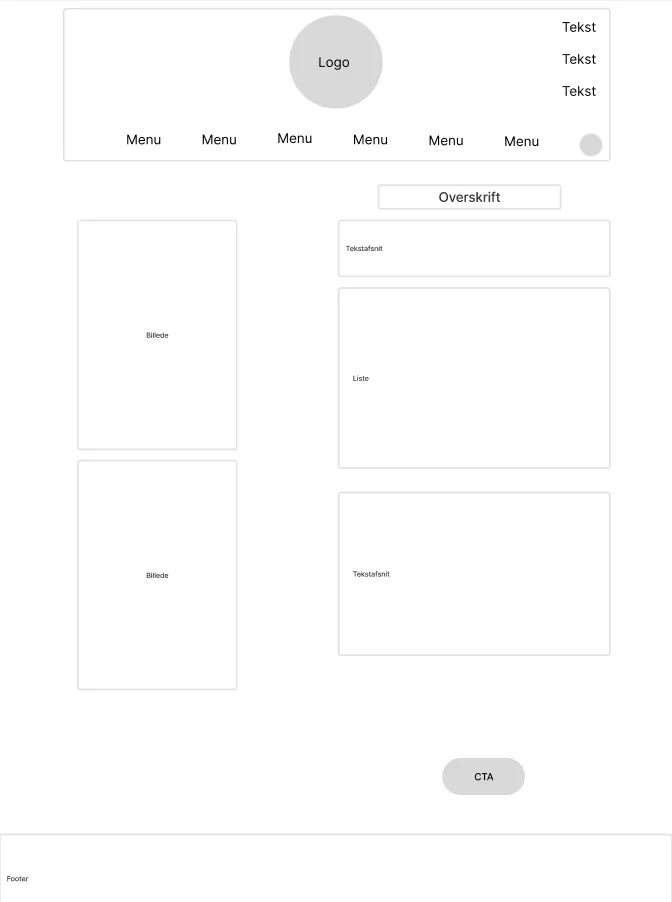 Logo
Tekst
Tekst
Tekst
Menu Menu Menu Menu Menu Menu
Overskrift
Billede
Billede
Tekstafsnit
Liste
Tekstafsnit
CTA
Footer